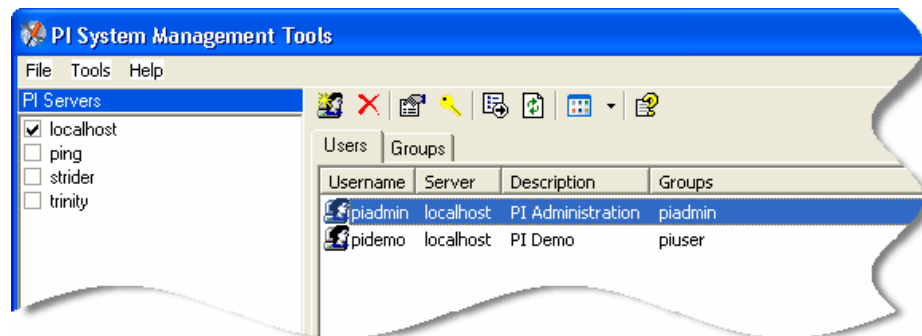 PI System Management Tools
File Tools Help
PI Servers
localhost
ping
strider
trinity
Users Groups
Username Server Description Groups
piadmin localhost PI Administration piadmin
pidemo localhost PI Demo piuser